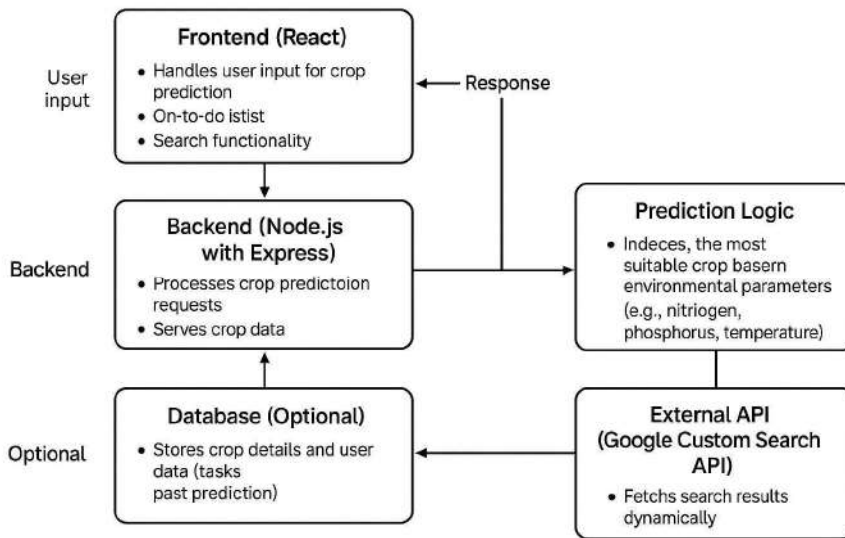 Frontend (React)
User
input
• Handles user input for crop
prediction
• On-to-do istist
• Search functionality
Response
Backend
Backend (Node.js
with Express)
• Processes crop predictoion
requests
• Serves crop data
Prediction Logic
• Indeces, the most
suitable crop basern
environmental parameters
(e.g., nitriogen,
phosphorus, temperature)
Optional
Database (Optional)
• Stores crop details and user
data (tasks
past prediction)
External API
(Google Custom Search
API)
• Fetchs search results
dynamically